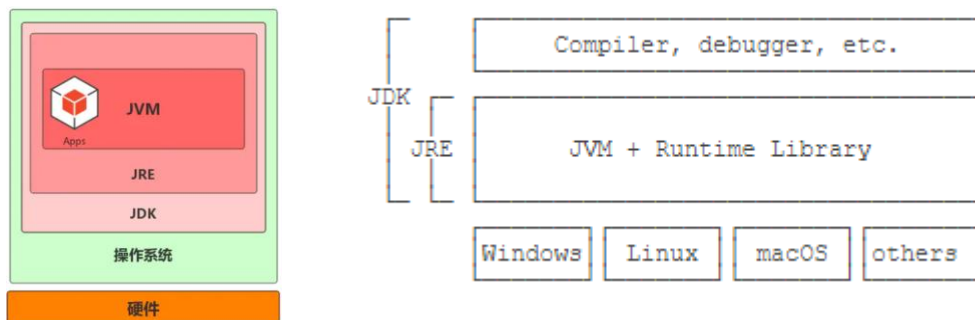 Apps
JVM
JRE
JDK
操作系统
硬件
Compiler, debugger, etc.
JDK
JRE
JVM + Runtime Library
Windows
Linux
macOS
others